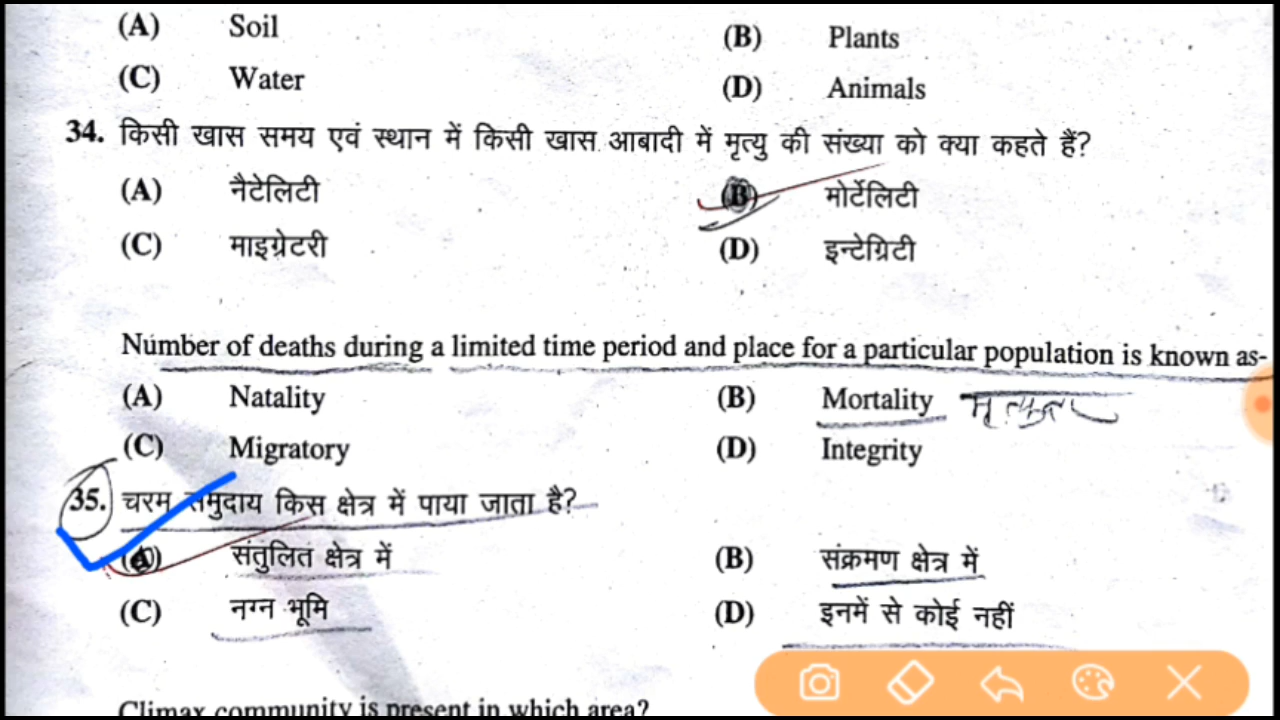 (A) Soil (B) Plants
(C) Water (D) Animals
34. किसी खास समय एवं स्थान में किसी खास आबादी में मृत्यु की संख्या को क्या कहते हैं?
(A) नैटेलिटी (B) मोर्टेलिटी
(C) माइग्रेटरी (D) इन्टेग्रिटी
Number of deaths during a limited time period and place for a particular population is known as-
(A) Natality (B) Mortality
(C) Migratory (D) Integrity
35. चरम समुदाय किस क्षेत्र में पाया जाता है?
(A) संतुलित क्षेत्र में (B) संक्रमण क्षेत्र में
(C) नग्न भूमि (D) इनमें से कोई नहीं
Climax community is present in which area?